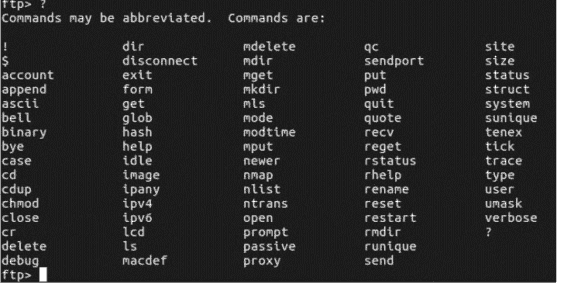 ftp> ?
Commands may be abbreviated.  Commands are:

!               dir             mdelete         qc              site
$               disconnect      mdir            sendport        size
account         exit            mget            put             status
append          form            mkdir           pwd             struct
ascii           get             mls             quit            system
bell            glob            mode            quote           sunique
binary          hash            modtime         recv            tenex
bye             help            mput            reget           tick
case            idle            newer           rstatus         trace
cd              image           nmap            rhelp           type
cdup            ipany           nlist           rename          user
chmod           ipv4            ntrans          reset           umask
close           ipv6            open            restart         verbose
cr              lcd             prompt          rmdir           ?
delete          ls              passive         runique
debug           macdef          proxy           send
ftp>